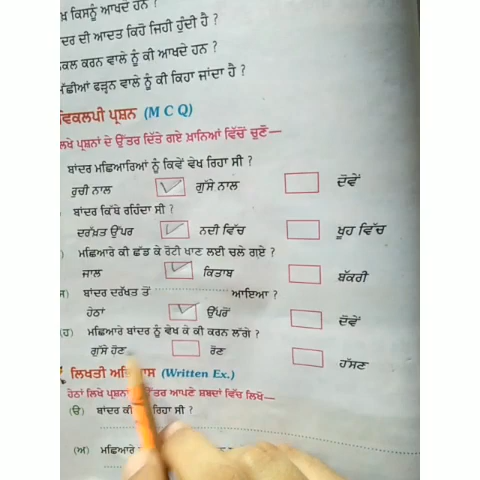 ਕਿਸਨੂੰ ਆਖਦੇ ਹਨ ?
ਦਰ ਦੀ ਆਦਤ ਕਿਹੋ ਜਿਹੀ ਹੁੰਦੀ ਹੈ ?
ਕਲ ਕਰਨ ਵਾਲੇ ਨੂੰ ਕੀ ਆਖਦੇ ਹਨ ?
ੱਛੀਆਂ ਫੜ੍ਹਨ ਵਾਲੇ ਨੂੰ ਕੀ ਕਿਹਾ ਜਾਂਦਾ ਹੈ ?
ਵਿਕਲਪੀ ਪ੍ਰਸ਼ਨ (M C Q)
ਲਿਖੇ ਪ੍ਰਸ਼ਨਾਂ ਦੇ ਉੱਤਰ ਦਿੱਤੇ ਗਏ ਖ਼ਾਨਿਆਂ ਵਿੱਚੋਂ ਚੁਣੋ—
ਬਾਂਦਰ ਮਛਿਆਰਿਆਂ ਨੂੰ ਕਿਵੇਂ ਵੇਖ ਰਿਹਾ ਸੀ ?
ਰੁਚੀ ਨਾਲ ਗੁੱਸੇ ਨਾਲ ਦੋਵੇਂ
ਬਾਂਦਰ ਕਿੱਥੇ ਰਹਿੰਦਾ ਸੀ ?
ਦਰੱਖ਼ਤ ਉੱਪਰ ਨਦੀ ਵਿੱਚ ਖੂਹ ਵਿੱਚ
ਮਛਿਆਰੇ ਕੀ ਛੱਡ ਕੇ ਰੋਟੀ ਖਾਣ ਲਈ ਚਲੇ ਗਏ ?
ਜਾਲ ਕਿਤਾਬ ਬੱਕਰੀ
ਸ) ਬਾਂਦਰ ਦਰੱਖਤ ਤੋਂ ................ ਆਇਆ ?
ਹੇਠਾਂ ਉੱਪਰੋਂ ਦੋਵੇਂ
(ਹ) ਮਛਿਆਰੇ ਬਾਂਦਰ ਨੂੰ ਵੇਖ ਕੇ ਕੀ ਕਰਨ ਲੱਗੇ ?
ਗੁੱਸੇ ਹੋਣ ਰੋਣ ਹੱਸਣ
ਲਿਖਤੀ (Written Ex.)
ਹੇਠਾਂ ਲਿਖੇ ਪ੍ਰਸ਼ਨਾਂ ਉੱਤਰ ਆਪਣੇ ਸ਼ਬਦਾਂ ਵਿੱਚ ਲਿਖੋ—
(ੳ) ਬਾਂਦਰ ਰਿਹਾ ਸੀ ?
(ਅ) ਮਛਿਆਰੇ